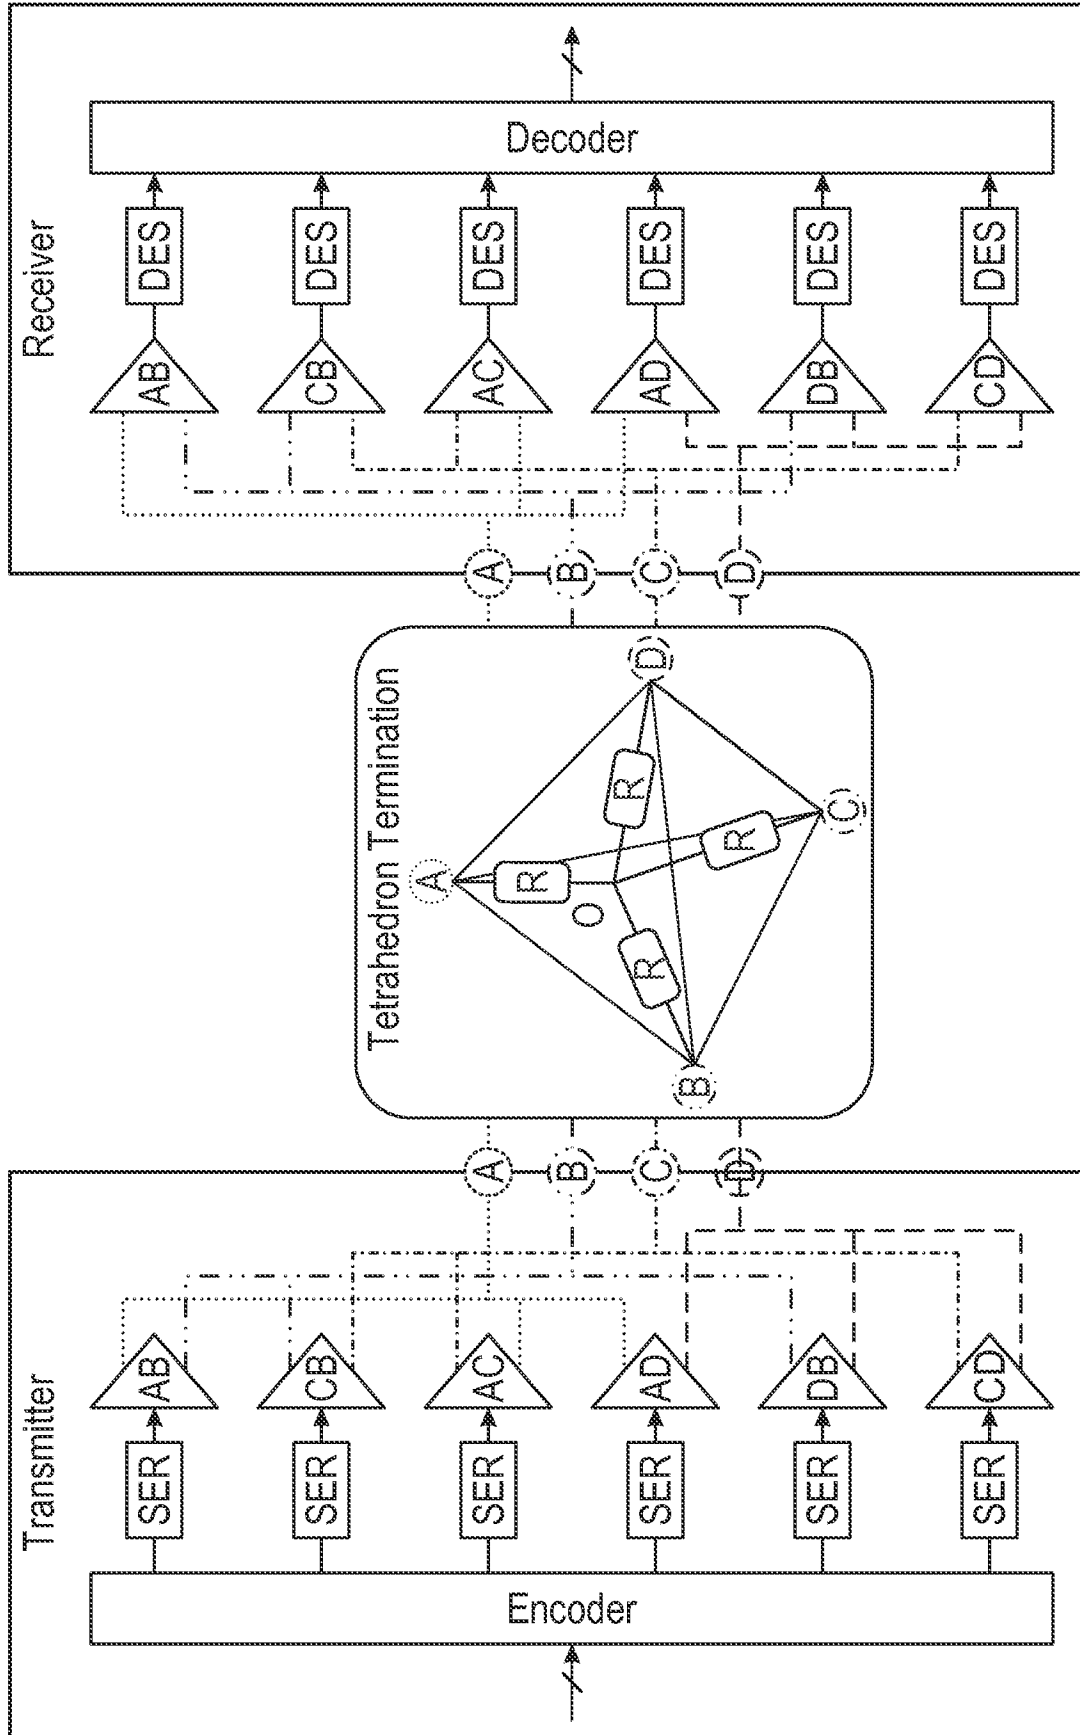 Receiver
Decoder
DES
DES
DES
DES
DES
DES
AB
CB
AC
AD
DB
CD
A
B
C
D
Tetrahedron Termination
A
B
C
D
O
R
R
R
R
A
B
C
D
Transmitter
AB
CB
AC
AD
DB
CD
SER
SER
SER
SER
SER
SER
Encoder